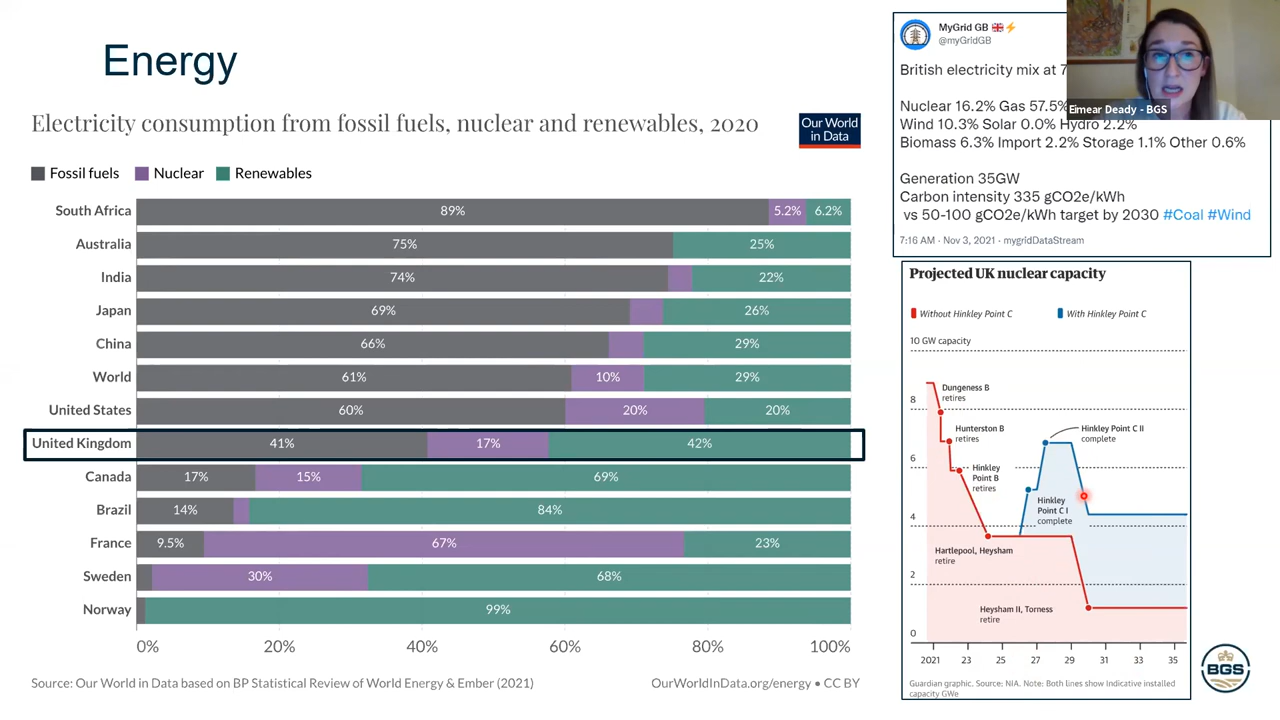 Energy
Electricity consumption from fossil fuels, nuclear and renewables, 2020
Our World
in Data
Fossil fuels
Nuclear
Renewables
South Africa 89% 5.2% 6.2%
Australia 75% 25%
India 74% 22%
Japan 69% 26%
China 66% 29%
World 61% 10% 29%
United States 60% 20% 20%
United Kingdom 41% 17% 42%
Canada 17% 15% 69%
Brazil 14% 84%
France 9.5% 67% 23%
Sweden 30% 68%
Norway 99%
0% 20% 40% 60% 80% 100%
Source: Our World in Data based on BP Statistical Review of World Energy & Ember (2021)
OurWorldInData.org/energy • CC BY
MyGrid GB 🇬🇧⚡
@myGridGB
British electricity mix at 7
Nuclear 16.2% Gas 57.5%
Wind 10.3% Solar 0.0% Hydro 2.2%
Biomass 6.3% Import 2.2% Storage 1.1% Other 0.6%
Generation 35GW
Carbon intensity 335 gCO2e/kWh
vs 50-100 gCO2e/kWh target by 2030 #Coal #Wind
7:16 AM · Nov 3, 2021 · mygridDataStream
Eimear Deady - BGS
Projected UK nuclear capacity
Without Hinkley Point C
With Hinkley Point C
10 GW capacity
Dungeness B
retires
8
Hunterston B
retires
Hinkley Point C II
complete
6
Hinkley
Point B
retires
Hinkley
Point C I
complete
4
Hartlepool, Heysham
retire
2
Heysham II, Torness
retire
0
2021 23 25 27 29 31 33 35
Guardian graphic. Source: NIA. Note: Both lines show Indicative installed
capacity GWe
BGS